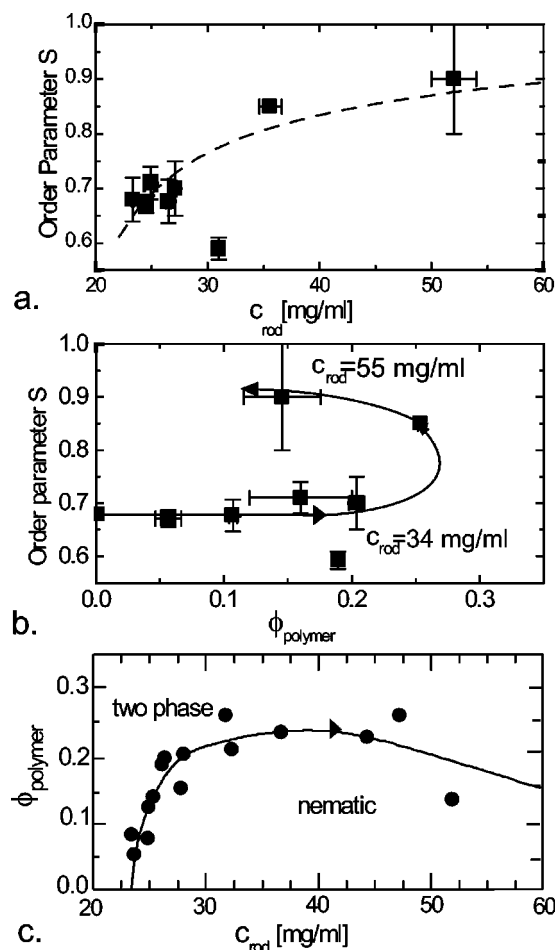 1.0
0.9
0.8
0.7
0.6
Order Parameter S
20 30 40 50 60
a.
c_rod [mg/ml]
1.0
0.9
0.8
0.7
0.6
Order parameter S
c_rod=55 mg/ml
c_rod=34 mg/ml
0.0 0.1 0.2 0.3
b.
ϕ_polymer
0.3
0.2
0.1
0.0
ϕ_polymer
two phase
nematic
20 30 40 50 60
c.
c_rod [mg/ml]